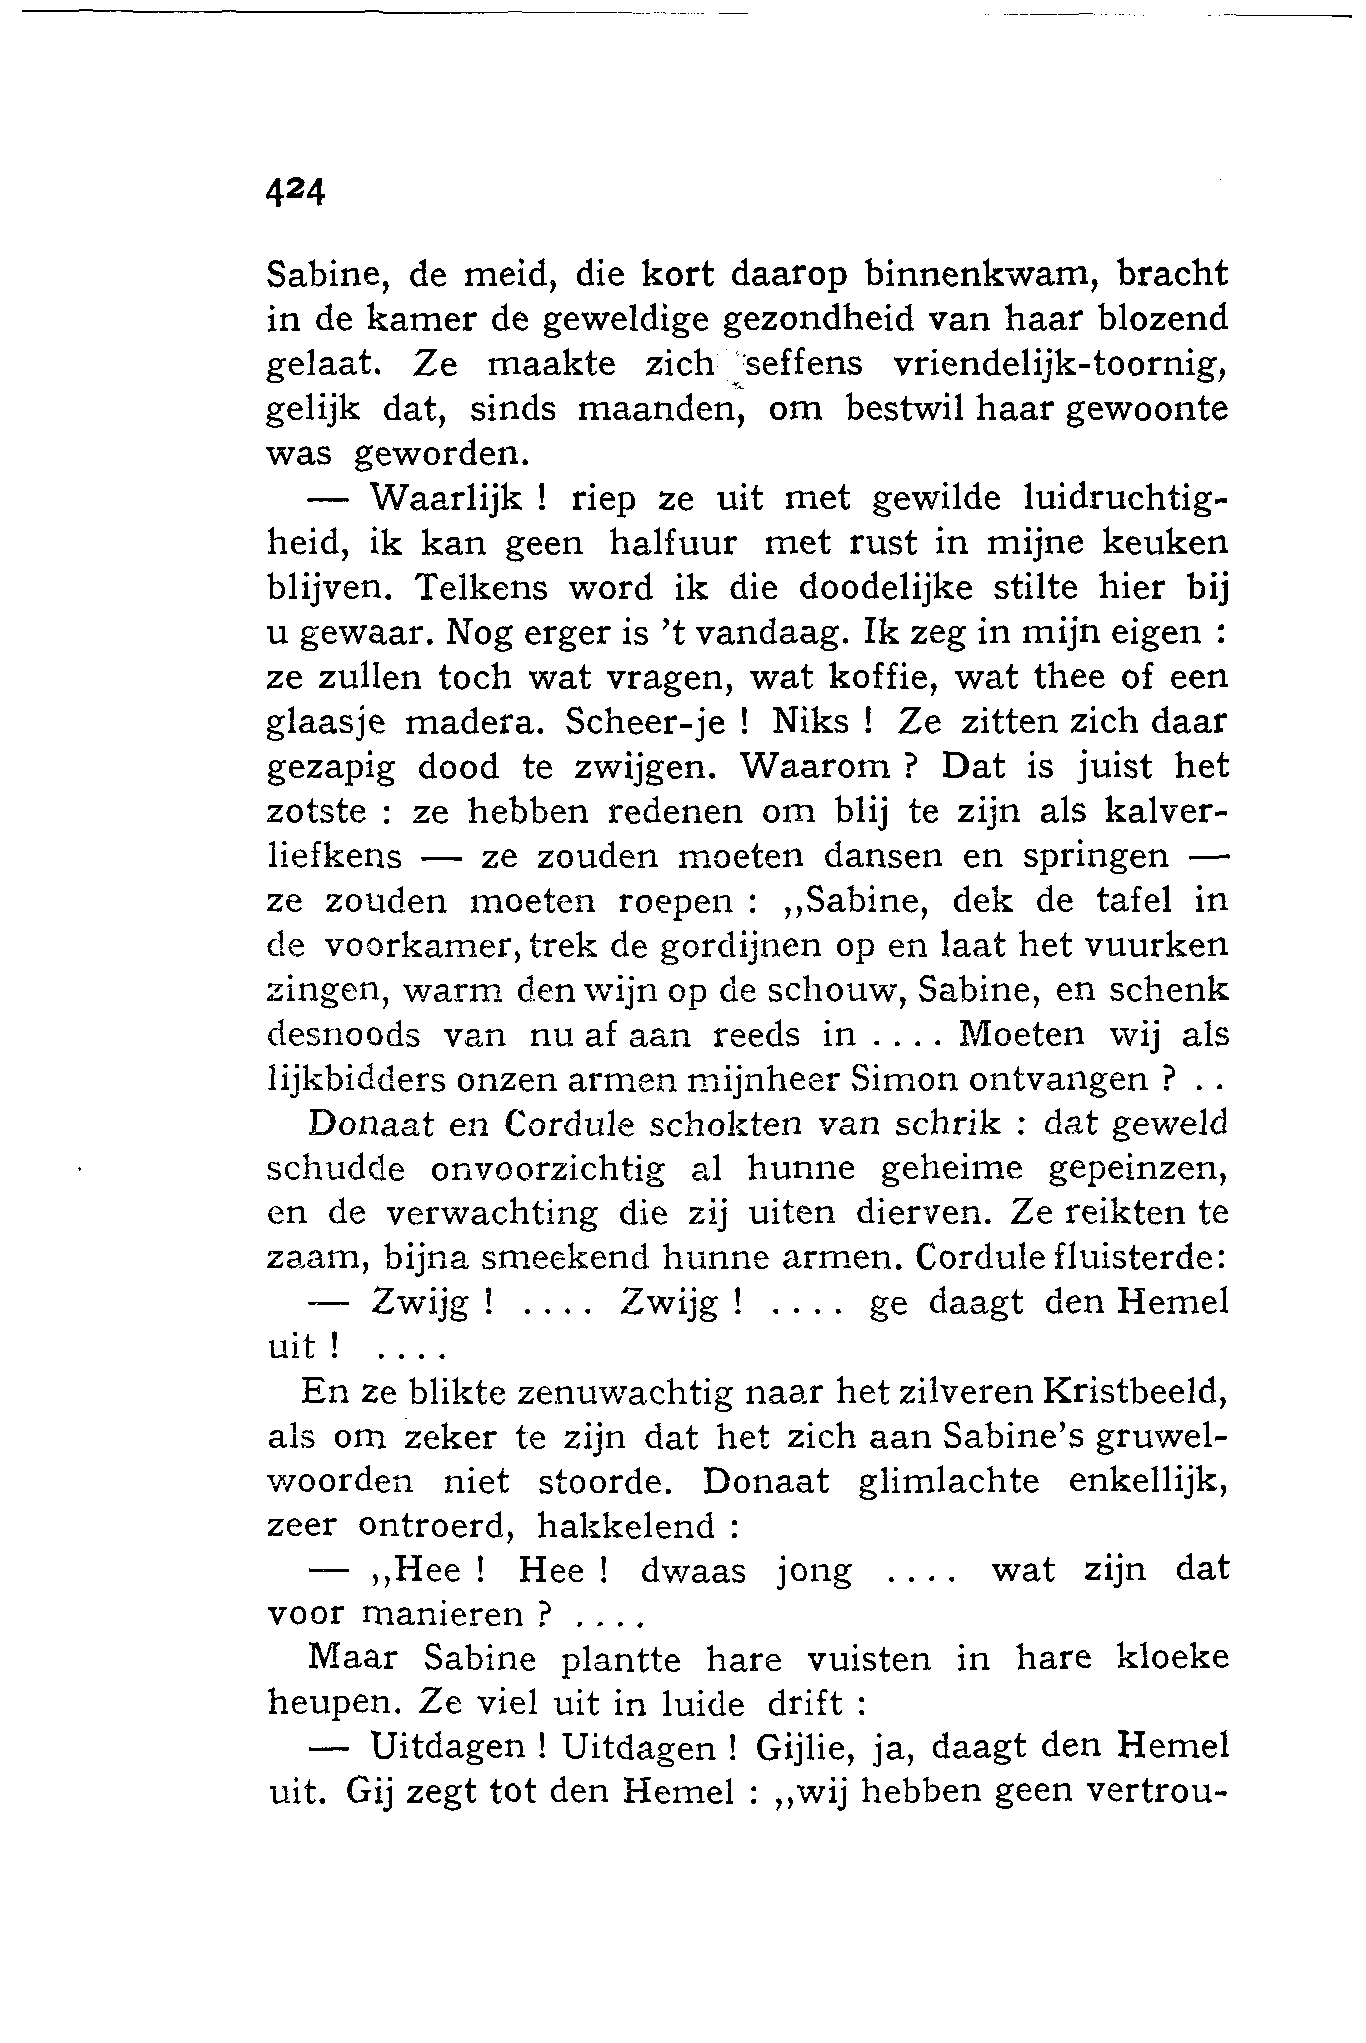 424
Sabine, de meid, die kort daarop binnenkwam, bracht
in de kamer de geweldige gezondheid van haar blozend
gelaat. Ze maakte zich seffens vriendelijk-toornig,
gelijk dat, sinds maanden, om bestwil haar gewoonte
was geworden.
— Waarlijk ! riep ze uit met gewilde luidruchtig-
heid, ik kan geen halfuur met rust in mijne keuken
blijven. Telkens word ik die doodelijke stilte hier bij
u gewaar. Nog erger is ’t vandaag. Ik zeg in mijn eigen :
ze zullen toch wat vragen, wat koffie, wat thee of een
glaasje madera. Scheer-je ! Niks ! Ze zitten zich daar
gezapig dood te zwijgen. Waarom ? Dat is juist het
zotste : ze hebben redenen om blij te zijn als kalver-
liefkens — ze zouden moeten dansen en springen —
ze zouden moeten roepen : ,,Sabine, dek de tafel in
de voorkamer, trek de gordijnen op en laat het vuurken
zingen, warm den wijn op de schouw, Sabine, en schenk
desnoods van nu af aan reeds in . . . . Moeten wij als
lijkbidders onzen armen mijnheer Simon ontvangen ? . .
Donaat en Cordule schokten van schrik : dat geweld
schudde onvoorzichtig al hunne geheime gepeinzen,
en de verwachting die zij uiten dierven. Ze reikten te
zaam, bijna smeekend hunne armen. Cordule fluisterde:
— Zwijg ! . . . . Zwijg ! . . . . ge daagt den Hemel
uit ! . . . .
En ze blikte zenuwachtig naar het zilveren Kristbeeld,
als om zeker te zijn dat het zich aan Sabine’s gruwel-
woorden niet stoorde. Donaat glimlachte enkellijk,
zeer ontroerd, hakkelend :
— ,,Hee ! Hee ! dwaas jong . . . . wat zijn dat
voor manieren ? . . . .
Maar Sabine plantte hare vuisten in hare kloeke
heupen. Ze viel uit in luide drift :
— Uitdagen ! Uitdagen ! Gijlie, ja, daagt den Hemel
uit. Gij zegt tot den Hemel : ,,wij hebben geen vertrou-